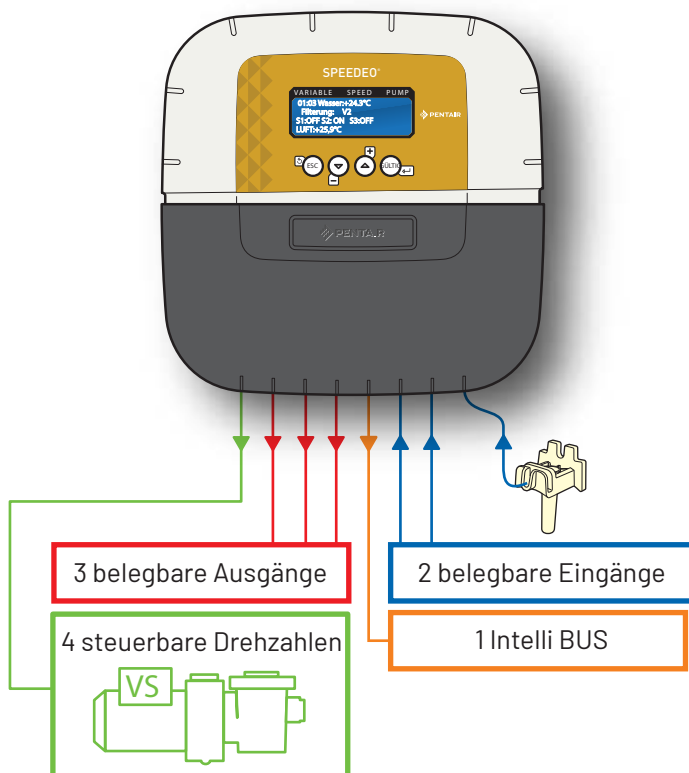 SPEEDEO®
VARIABLE SPEED PUMP
01:03 Wasser:+24.3°C
Filterung: V2
S1:OFF S2: ON S3:OFF
LUFT:+25,9°C
PENTAIR
ESC
GÜLTIG
PENTAIR
3 belegbare Ausgänge
2 belegbare Eingänge
4 steuerbare Drehzahlen
1 Intelli BUS
VS